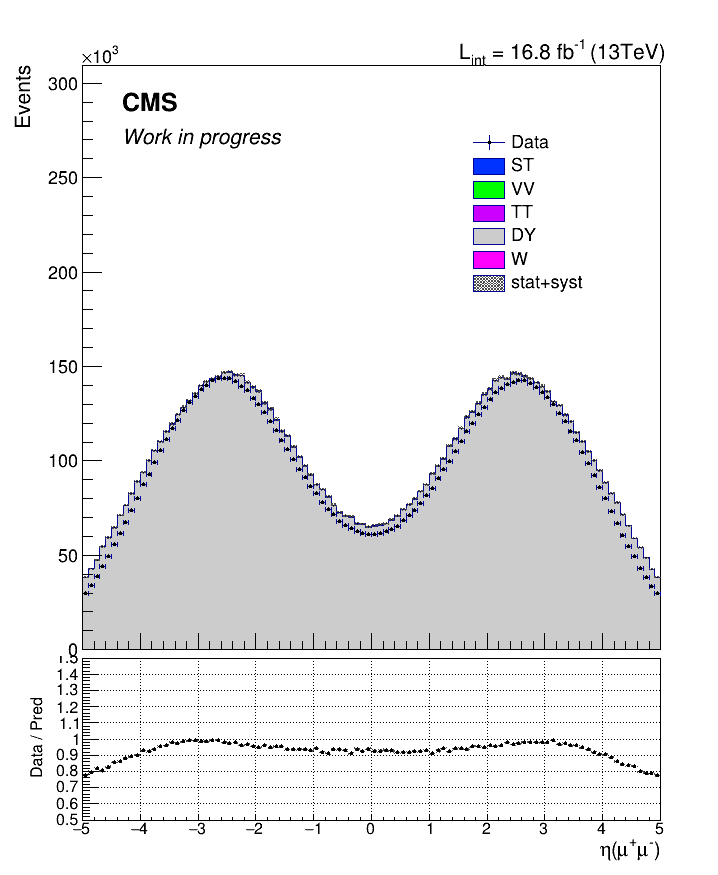 ×10³
L_int = 16.8 fb⁻¹ (13TeV)
Events
CMS
Work in progress
Data
ST
VV
TT
DY
W
stat+syst
300
250
200
150
100
50
0
Data / Pred
1.5
1.4
1.3
1.2
1.1
1
0.9
0.8
0.7
0.6
0.5
−5 −4 −3 −2 −1 0 1 2 3 4 5
η(μ⁺μ⁻)